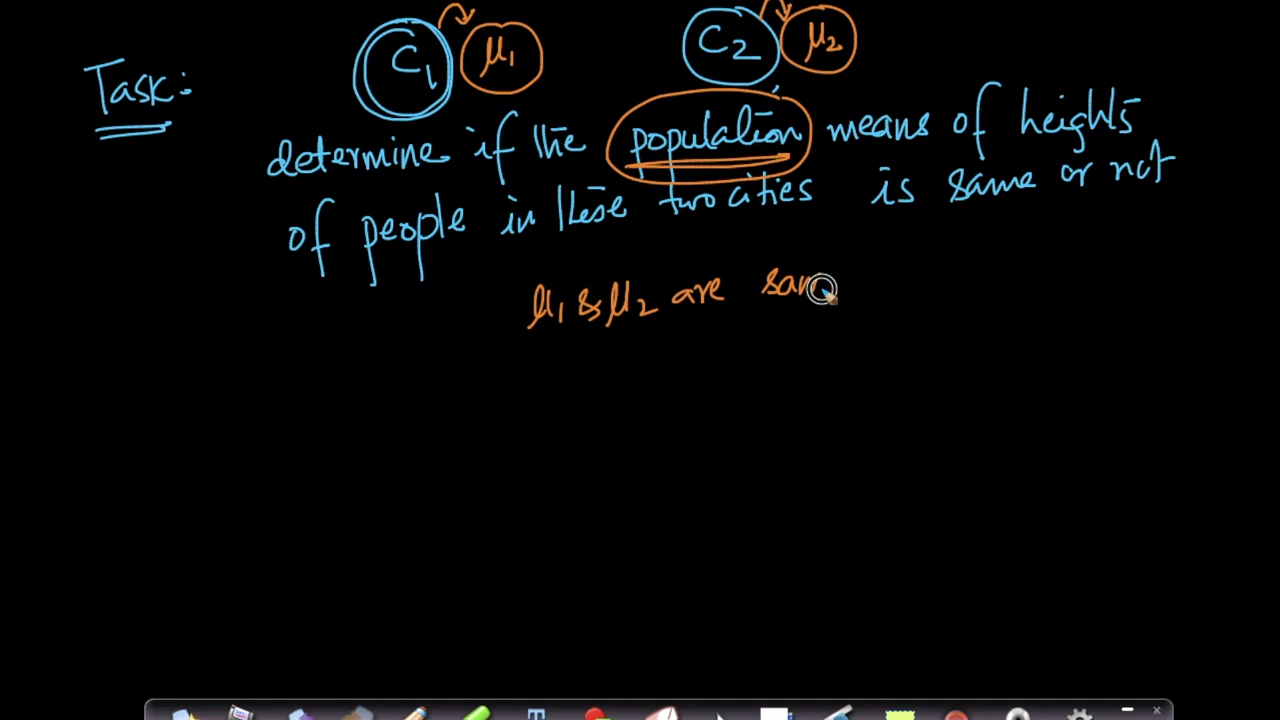 C1 μ1 C2 μ2
Task:
determine if the population means of heights
of people in these two cities is same or not
μ1 & μ2 are sam